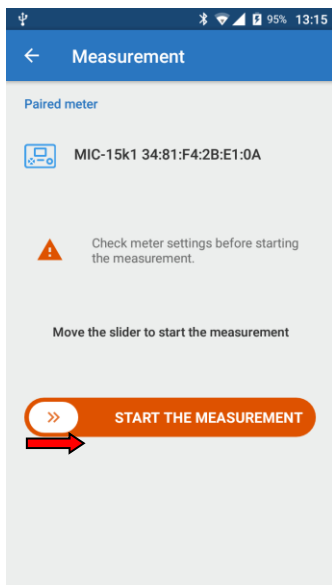 95% 13:15
Measurement
Paired meter
MIC-15k1 34:81:F4:2B:E1:0A
Check meter settings before starting
the measurement.
Move the slider to start the measurement
START THE MEASUREMENT